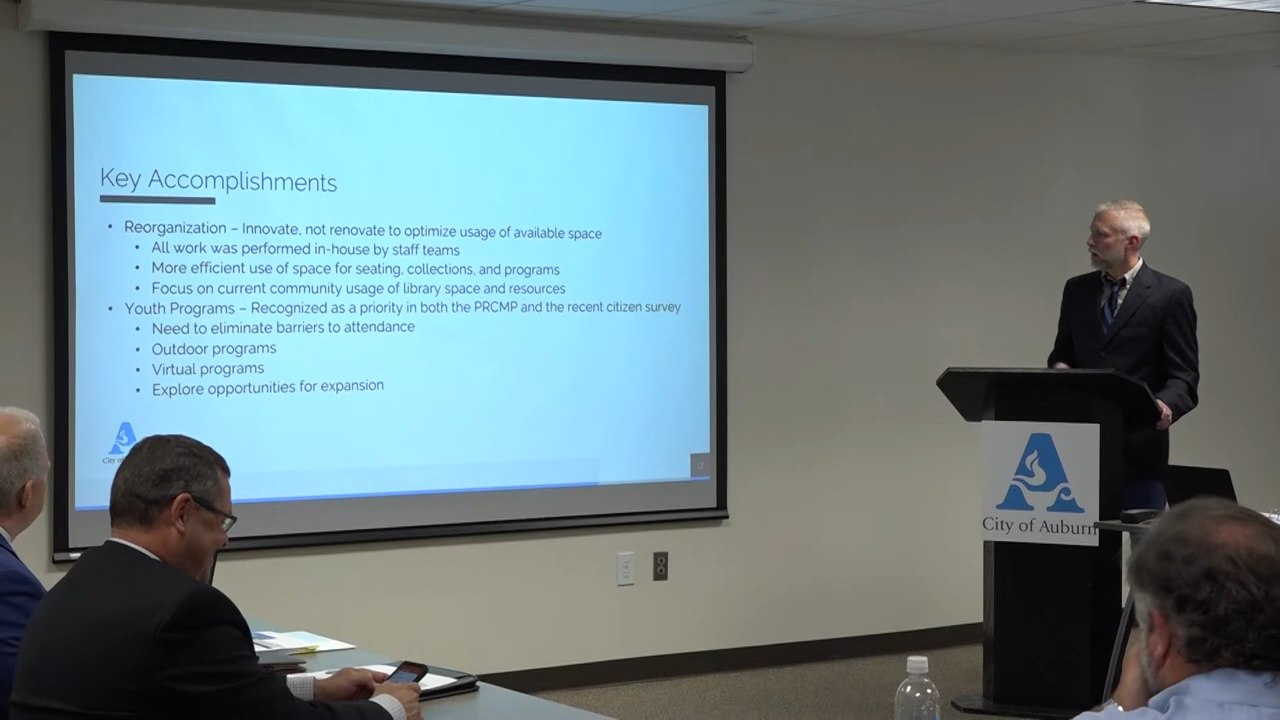 Key Accomplishments
• Reorganization – Innovate, not renovate to optimize usage of available space
• All work was performed in-house by staff teams
• More efficient use of space for seating, collections, and programs
• Focus on current community usage of library space and resources
• Youth Programs – Recognized as a priority in both the PRCMP and the recent citizen survey
• Need to eliminate barriers to attendance
• Outdoor programs
• Virtual programs
• Explore opportunities for expansion
City of
17
A
City of Auburn